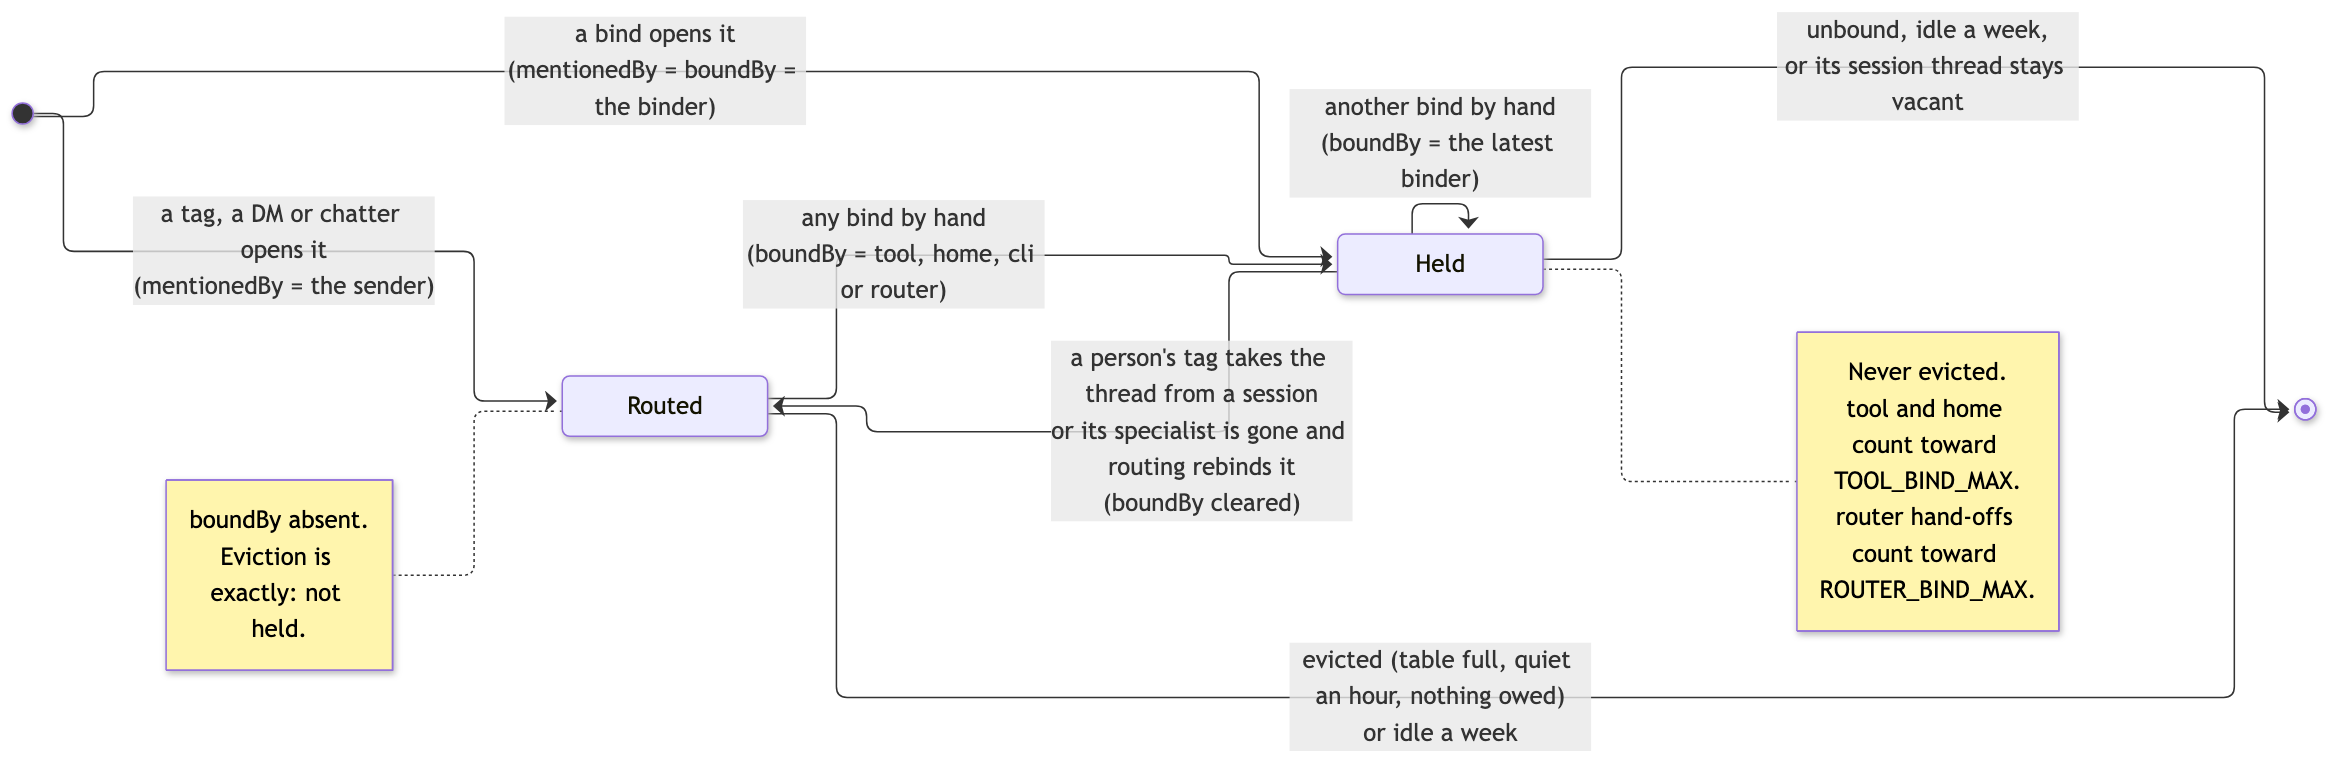 a bind opens it
(mentionedBy = boundBy =
the binder)
unbound, idle a week,
or its session thread stays
vacant
another bind by hand
(boundBy = the latest
binder)
a tag, a DM or chatter
opens it
(mentionedBy = the sender)
any bind by hand
(boundBy = tool, home, cli
or router)
Held
a person's tag takes the
thread from a session
or its specialist is gone and
routing rebinds it
(boundBy cleared)
Routed
Never evicted.
tool and home
count toward
TOOL_BIND_MAX.
router hand-offs
count toward
ROUTER_BIND_MAX.
boundBy absent.
Eviction is
exactly: not
held.
evicted (table full, quiet
an hour, nothing owed)
or idle a week